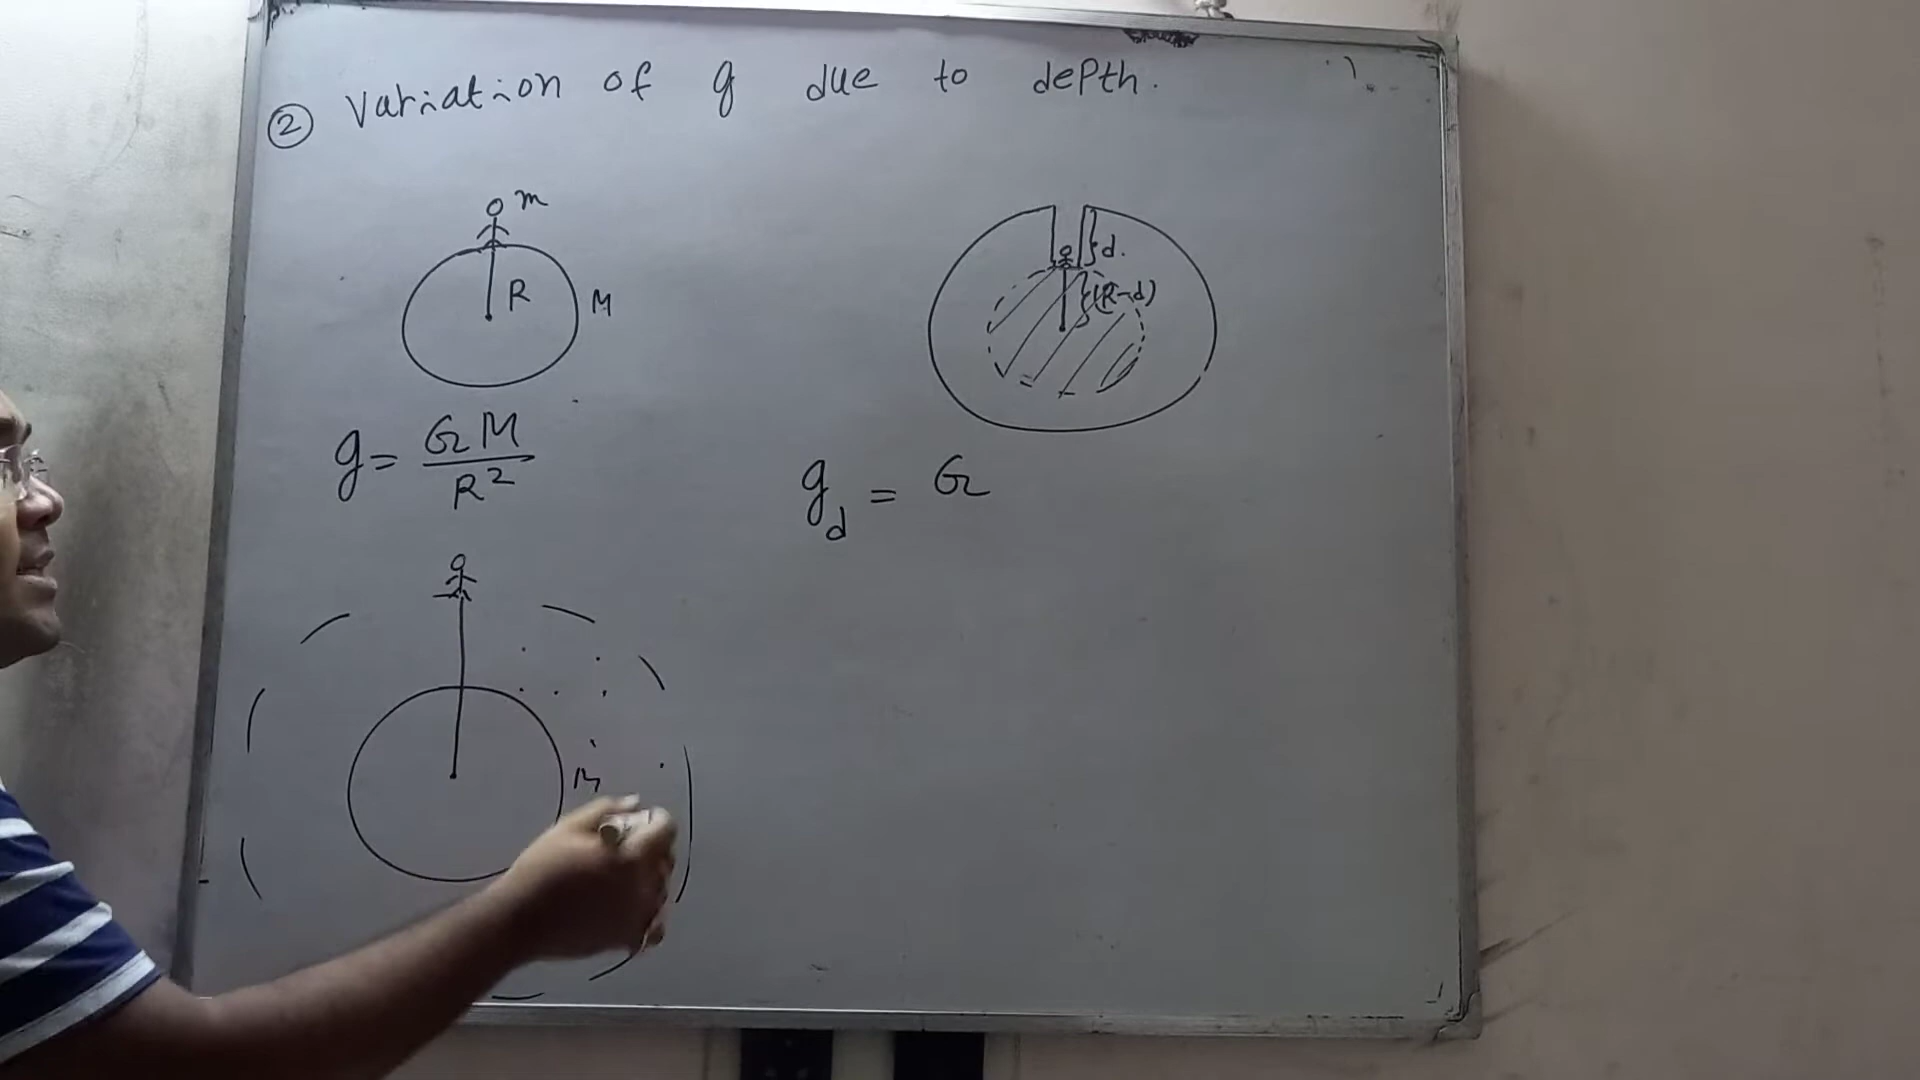 ② Variation of g due to depth.
m
R
M
d.
(R-d)
g = GM/R²
g_d = G
M